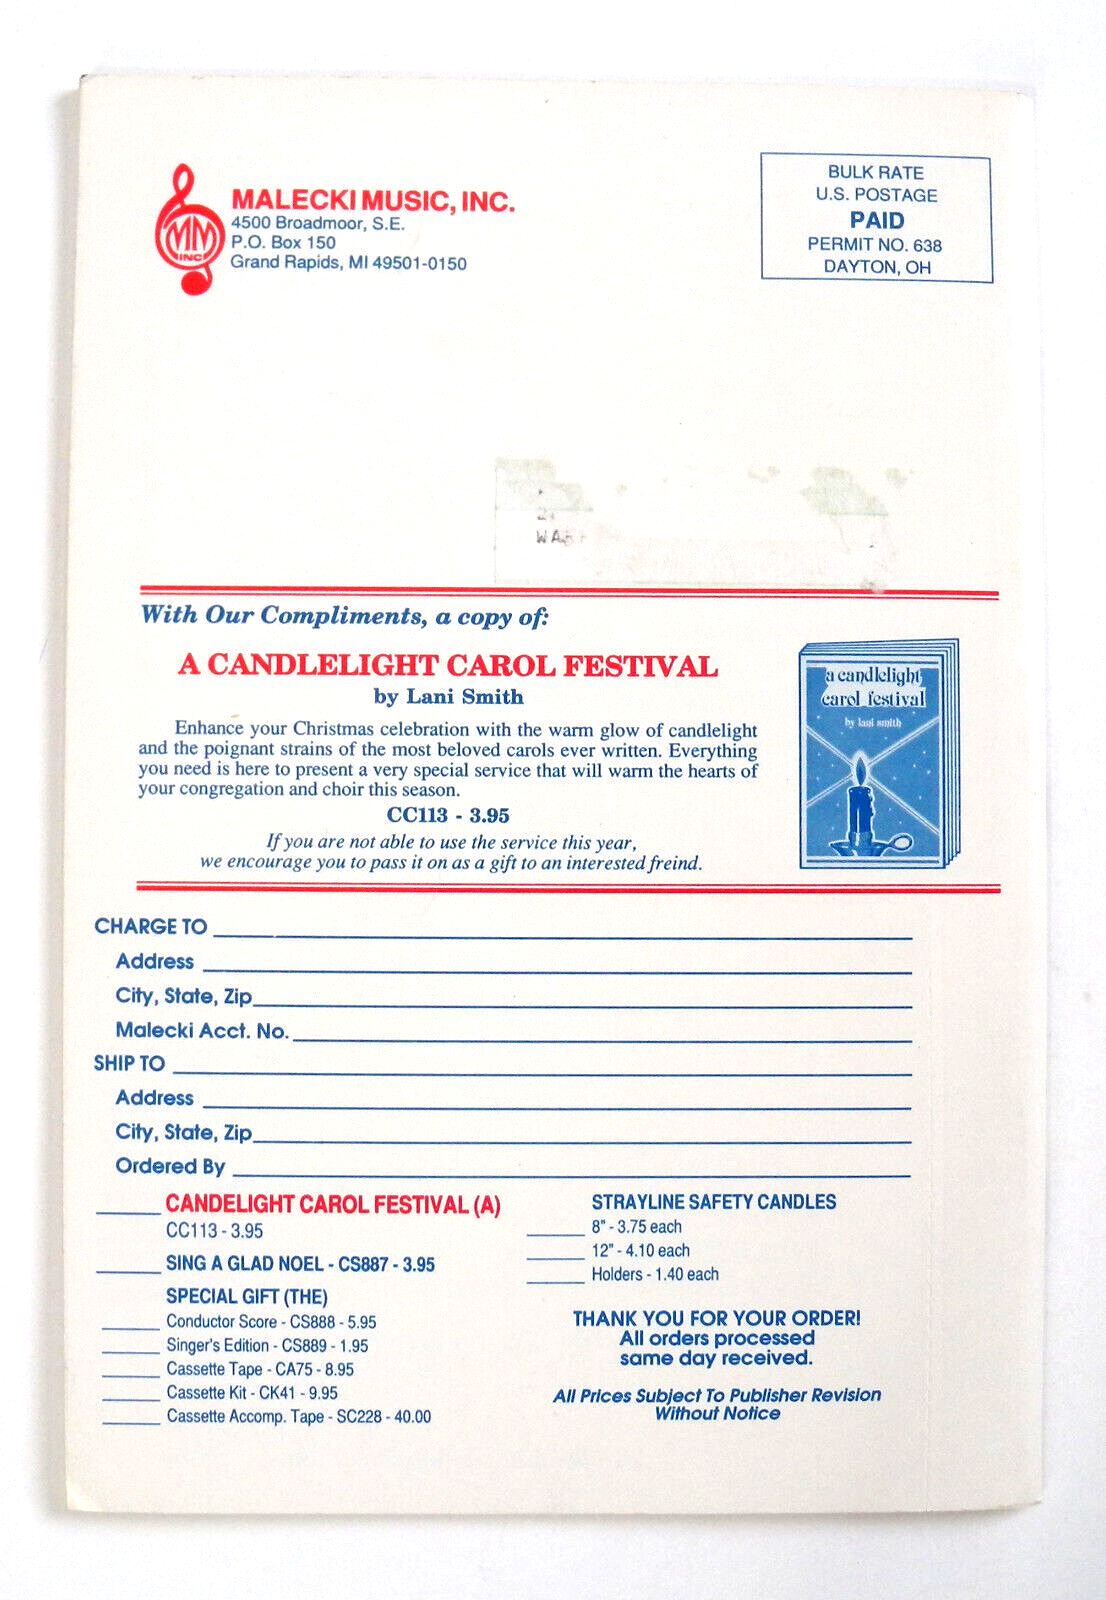 MM
INC
MALECKI MUSIC, INC.
4500 Broadmoor, S.E.
P.O. Box 150
Grand Rapids, MI 49501-0150
BULK RATE
U.S. POSTAGE
PAID
PERMIT NO. 638
DAYTON, OH
With Our Compliments, a copy of:
A CANDLELIGHT CAROL FESTIVAL
by Lani Smith
Enhance your Christmas celebration with the warm glow of candlelight
and the poignant strains of the most beloved carols ever written. Everything
you need is here to present a very special service that will warm the hearts of
your congregation and choir this season.
CC113 - 3.95
If you are not able to use the service this year,
we encourage you to pass it on as a gift to an interested freind.
a candlelight
carol festival
by lani smith
CHARGE TO
Address
City, State, Zip
Malecki Acct. No.
SHIP TO
Address
City, State, Zip
Ordered By
CANDELIGHT CAROL FESTIVAL (A)
CC113 - 3.95
SING A GLAD NOEL - CS887 - 3.95
SPECIAL GIFT (THE)
Conductor Score - CS888 - 5.95
Singer's Edition - CS889 - 1.95
Cassette Tape - CA75 - 8.95
Cassette Kit - CK41 - 9.95
Cassette Accomp. Tape - SC228 - 40.00
STRAYLINE SAFETY CANDLES
8" - 3.75 each
12" - 4.10 each
Holders - 1.40 each
THANK YOU FOR YOUR ORDER!
All orders processed
same day received.
All Prices Subject To Publisher Revision
Without Notice